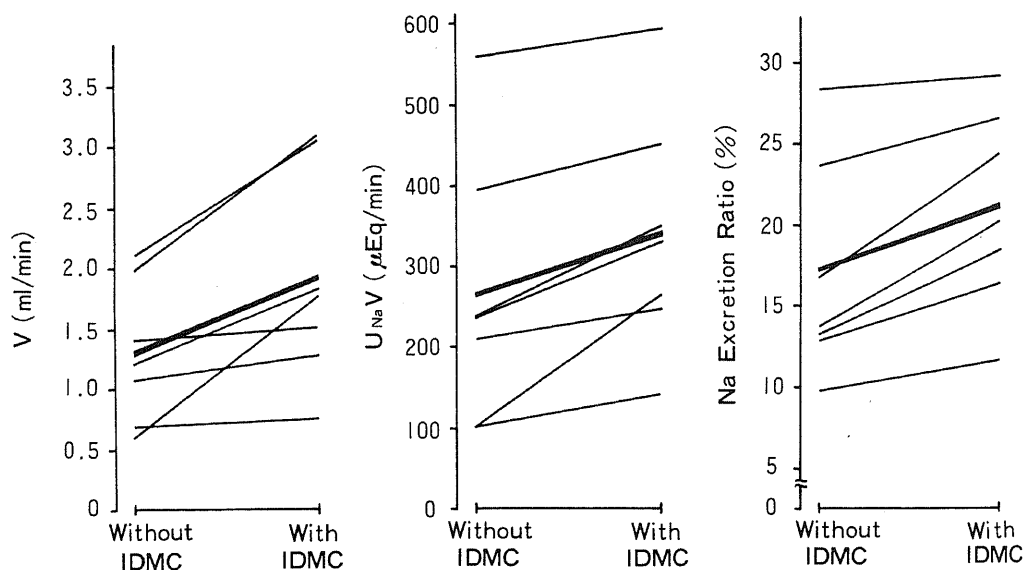 V (ml/min)
3.5
3.0
2.5
2.0
1.5
1.0
0.5
0
Without IDMC
With IDMC
U Na V (μEq/min)
600
500
400
300
200
100
0
Without IDMC
With IDMC
Na Excretion Ratio (%)
30
25
20
15
10
5
0
Without IDMC
With IDMC